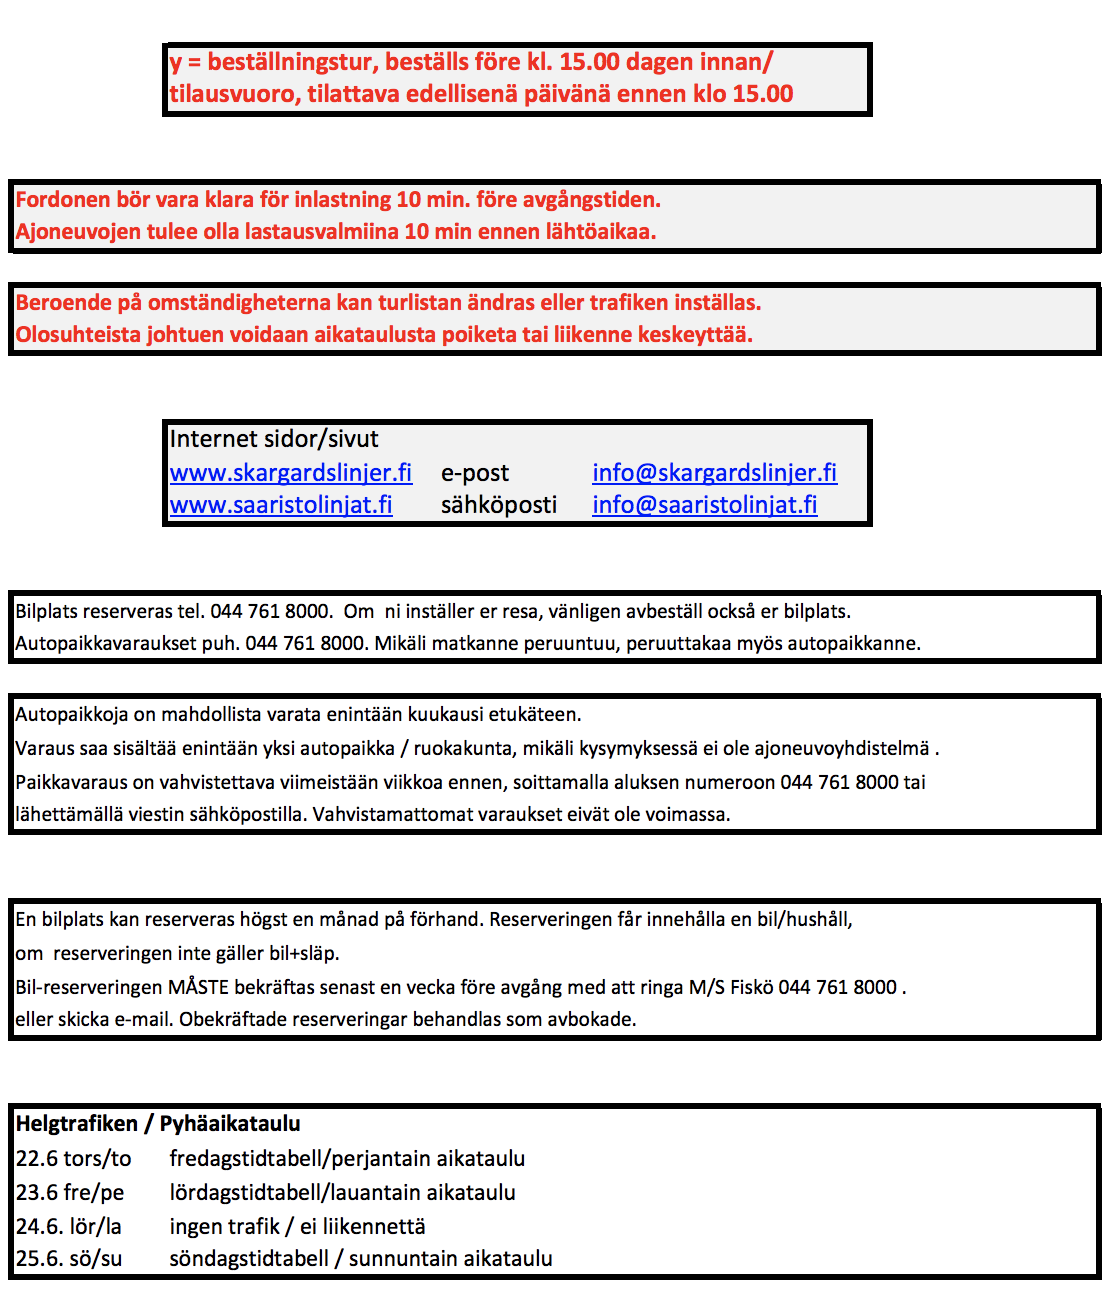 y = beställningstur, beställs före kl. 15.00 dagen innan/
tilausvuoro, tilattava edellisenä päivänä ennen klo 15.00
Fordonen bör vara klara för inlastning 10 min. före avgångstiden.
Ajoneuvojen tulee olla lastausvalmiina 10 min ennen lähtöaikaa.
Beroende på omständigheterna kan turlistan ändras eller trafiken inställas.
Olosuhteista johtuen voidaan aikataulusta poiketa tai liikenne keskeyttää.
Internet sidor/sivut
www.skargardslinjer.fi e-post info@skargardslinjer.fi
www.saaristolinjat.fi sähköposti info@saaristolinjat.fi
Bilplats reserveras tel. 044 761 8000. Om ni inställer er resa, vänligen avbeställ också er bilplats.
Autopaikkavaraukset puh. 044 761 8000. Mikäli matkanne peruuntuu, peruuttakaa myös autopaikkanne.
Autopaikkoja on mahdollista varata enintään kuukausi etukäteen.
Varaus saa sisältää enintään yksi autopaikka / ruokakunta, mikäli kysymyksessä ei ole ajoneuvoyhdistelmä .
Paikkavaraus on vahvistettava viimeistään viikkoa ennen, soittamalla aluksen numeroon 044 761 8000 tai
lähettämällä viestin sähköpostilla. Vahvistamattomat varaukset eivät ole voimassa.
En bilplats kan reserveras högst en månad på förhand. Reserveringen får innehålla en bil/hushåll,
om reserveringen inte gäller bil+släp.
Bil-reserveringen MÅSTE bekräftas senast en vecka före avgång med att ringa M/S Fiskö 044 761 8000 .
eller skicka e-mail. Obekräftade reserveringar behandlas som avbokade.
Helgtrafiken / Pyhäaikataulu
22.6 tors/to fredagstidtabell/perjantain aikataulu
23.6 fre/pe lördagstidtabell/lauantain aikataulu
24.6. lör/la ingen trafik / ei liikennettä
25.6. sö/su söndagstidtabell / sunnuntain aikataulu